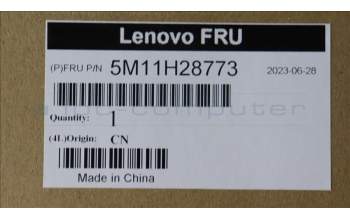 Lenovo FRU
(P)FRU P/N 5M11H28773 2023-06-28
Quantity: 1
(4L)Origin: CN
Made in China